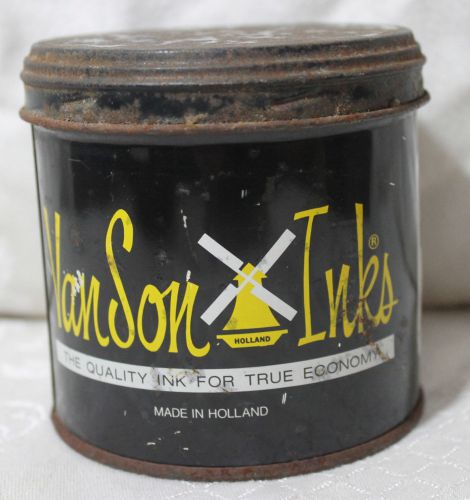 VanSon Inks®
HOLLAND
THE QUALITY INK FOR TRUE ECONOMY
MADE IN HOLLAND